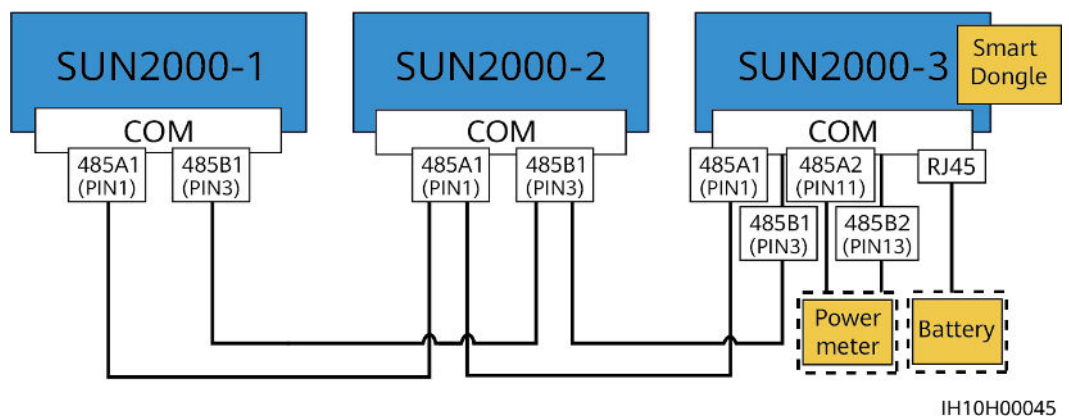 SUN2000-1
SUN2000-2
SUN2000-3
Smart
Dongle
COM
COM
COM
485A1
(PIN1)
485B1
(PIN3)
485A1
(PIN1)
485B1
(PIN3)
485A1
(PIN1)
485A2
(PIN11)
RJ45
485B1
(PIN3)
485B2
(PIN13)
Power
meter
Battery
IH10H00045